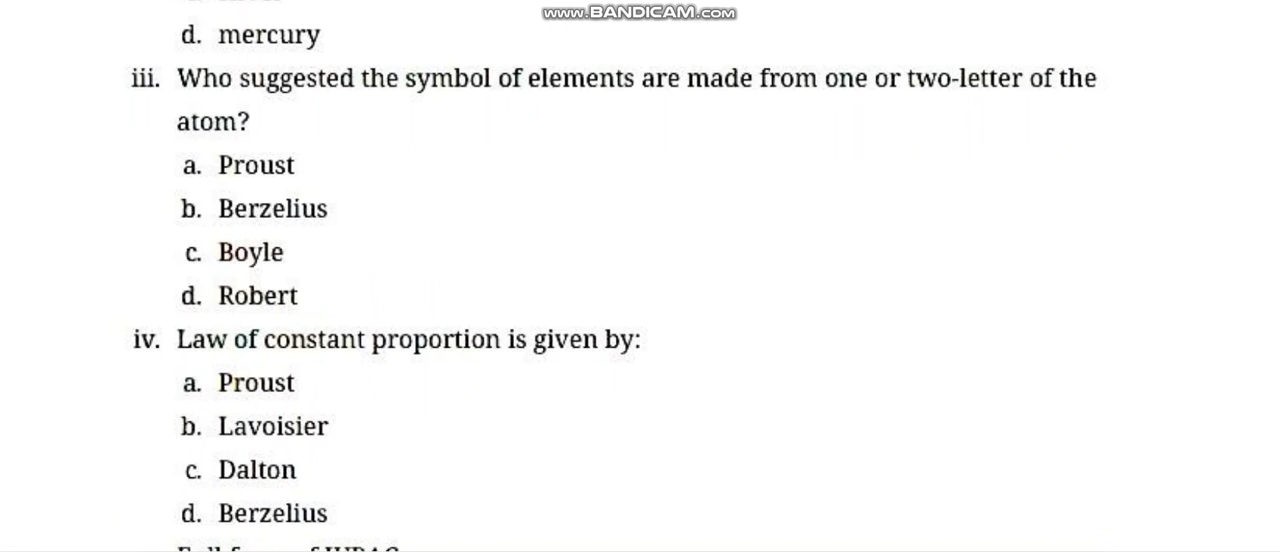 www.BANDICAM.com
d. mercury
iii. Who suggested the symbol of elements are made from one or two-letter of the
atom?
a. Proust
b. Berzelius
c. Boyle
d. Robert
iv. Law of constant proportion is given by:
a. Proust
b. Lavoisier
c. Dalton
d. Berzelius